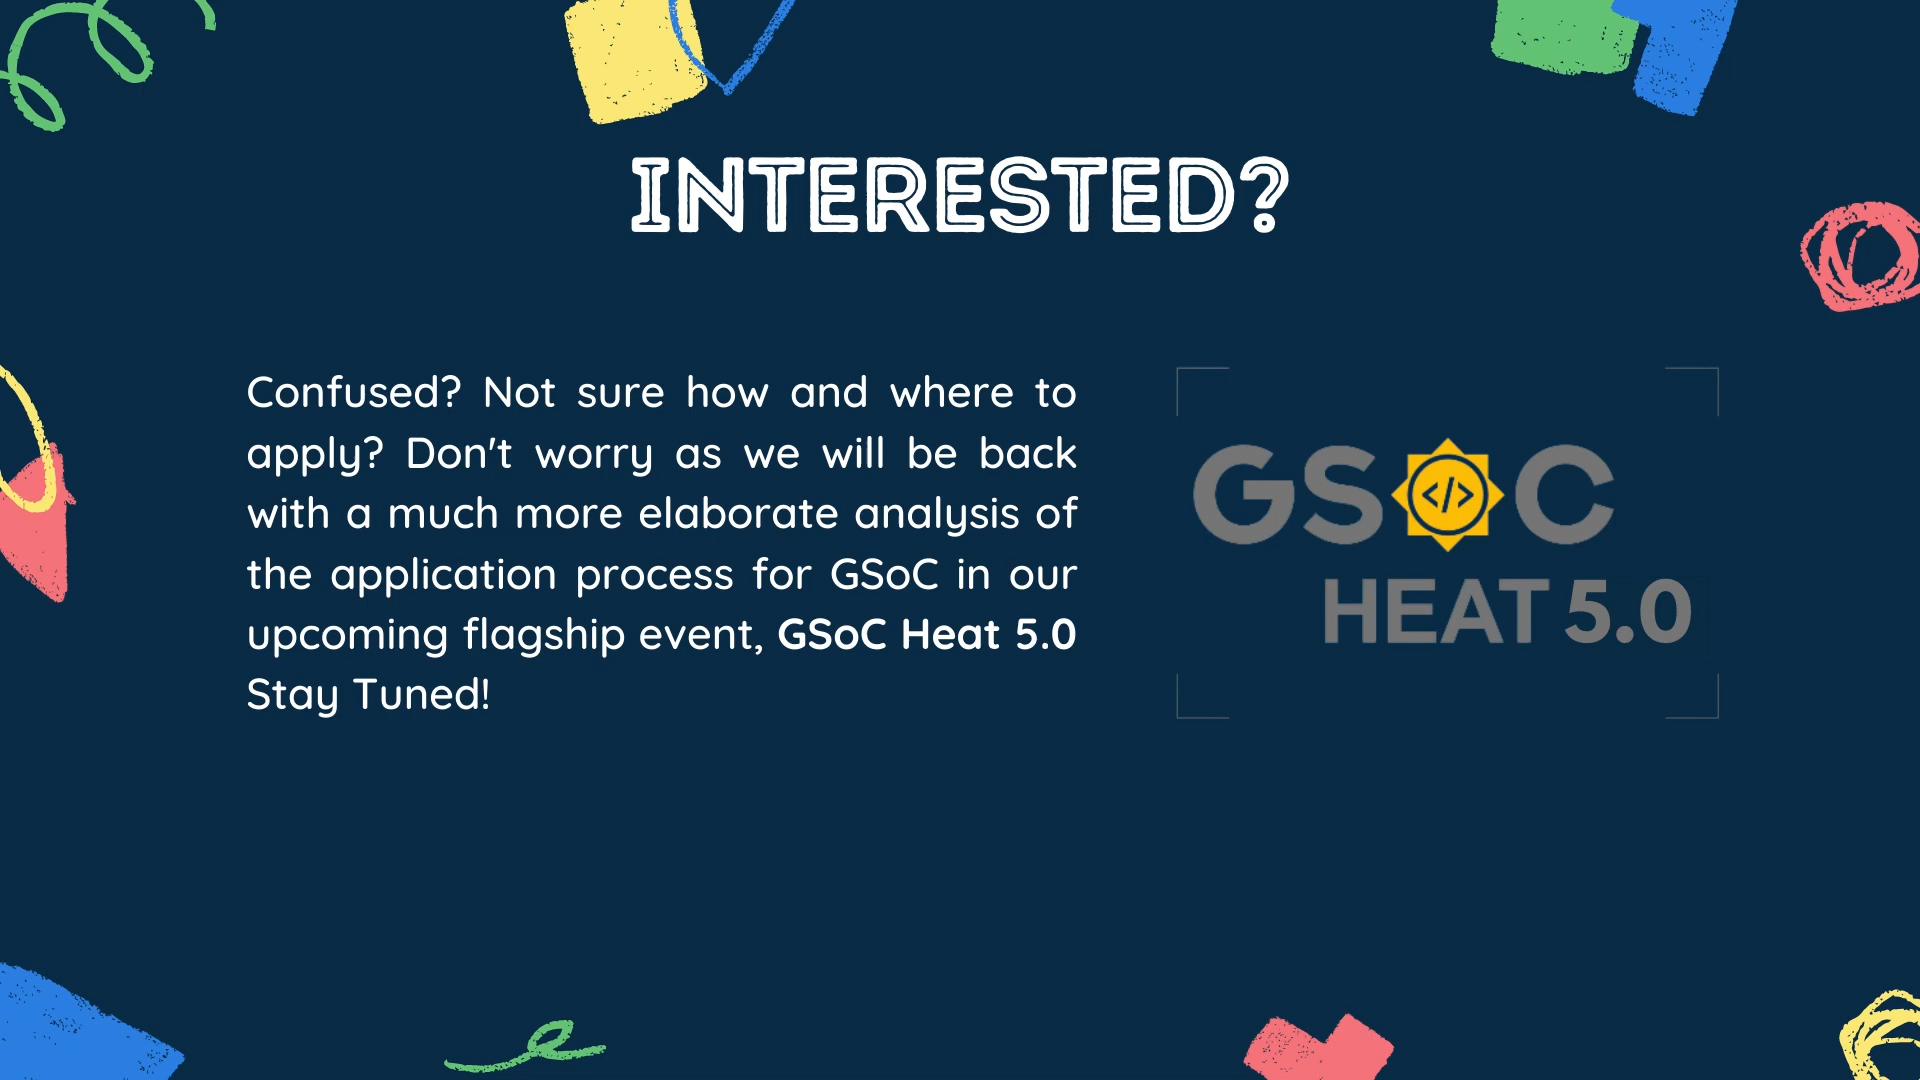 INTERESTED?
Confused? Not sure how and where to
apply? Don't worry as we will be back
with a much more elaborate analysis of
the application process for GSoC in our
upcoming flagship event, GSoC Heat 5.0
Stay Tuned!
GSOC
HEAT 5.0